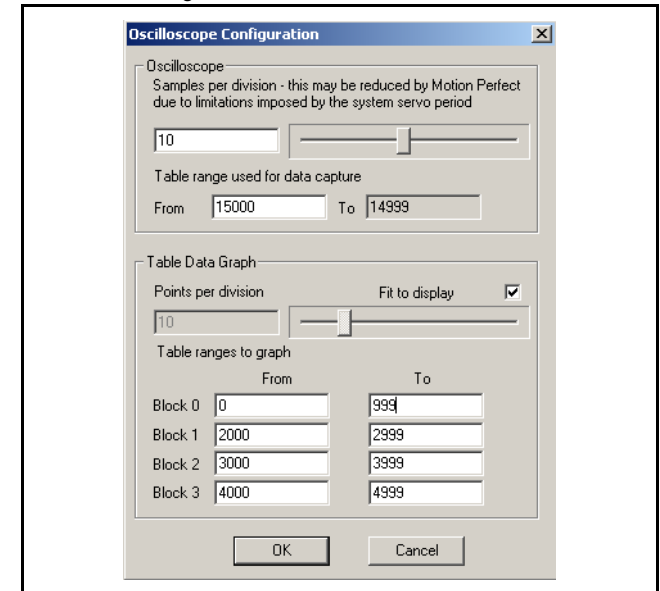 Oscilloscope Configuration
Oscilloscope
Samples per division - this may be reduced by Motion Perfect
due to limitations imposed by the system servo period
10
Table range used for data capture
From 15000 To 14999
Table Data Graph
Points per division Fit to display
10
Table ranges to graph
From To
Block 0 0 999
Block 1 2000 2999
Block 2 3000 3999
Block 3 4000 4999
OK Cancel